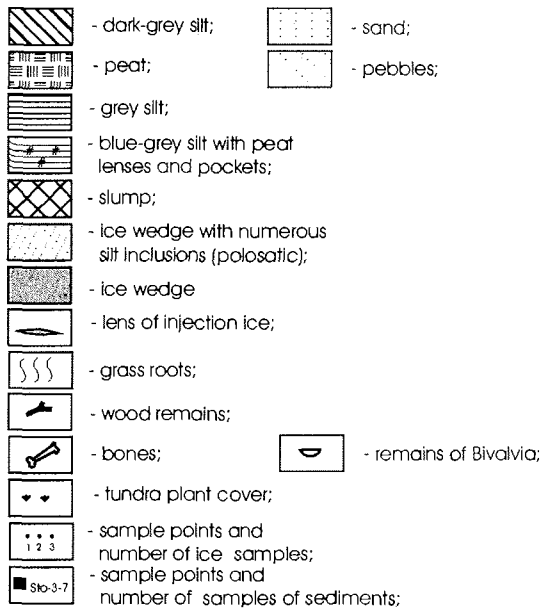 - dark-grey silt;
- sand;
- peat;
- pebbles;
- grey silt;
- blue-grey silt with peat
lenses and pockets;
- slump;
- ice wedge with numerous
silt inclusions (polosatic);
- ice wedge
- lens of injection ice;
- grass roots;
- wood remains;
- bones;
- remains of Bivalvia;
- tundra plant cover;
1 2 3
- sample points and
number of ice samples;
Sto-3-7
- sample points and
number of samples of sediments;